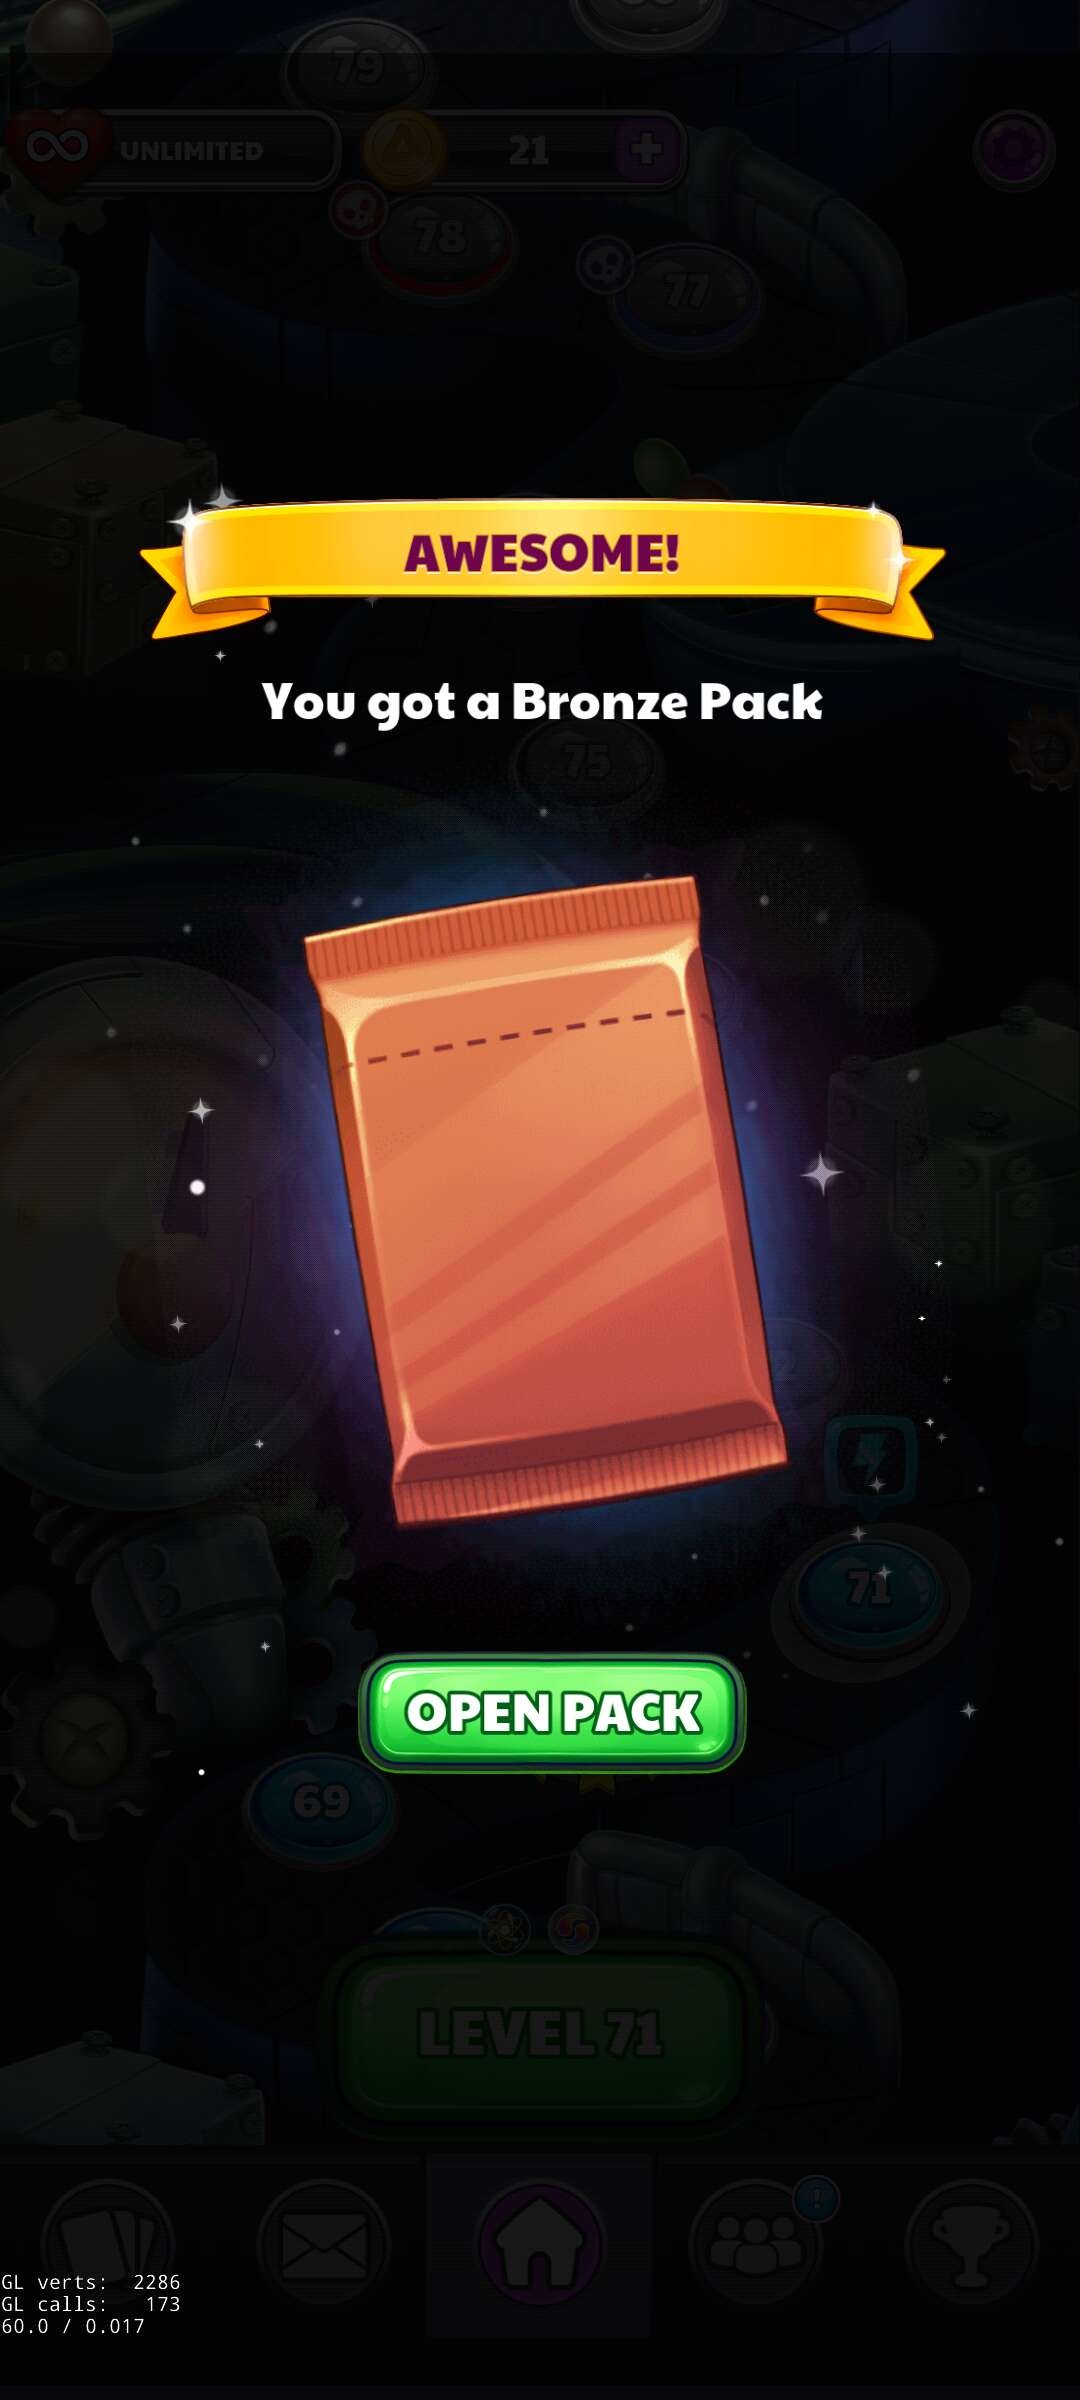 79
UNLIMITED
21
78
77
AWESOME!
You got a Bronze Pack
75
71
OPEN PACK
69
LEVEL 71
!
GL verts: 2286
GL calls: 173
60.0 / 0.017